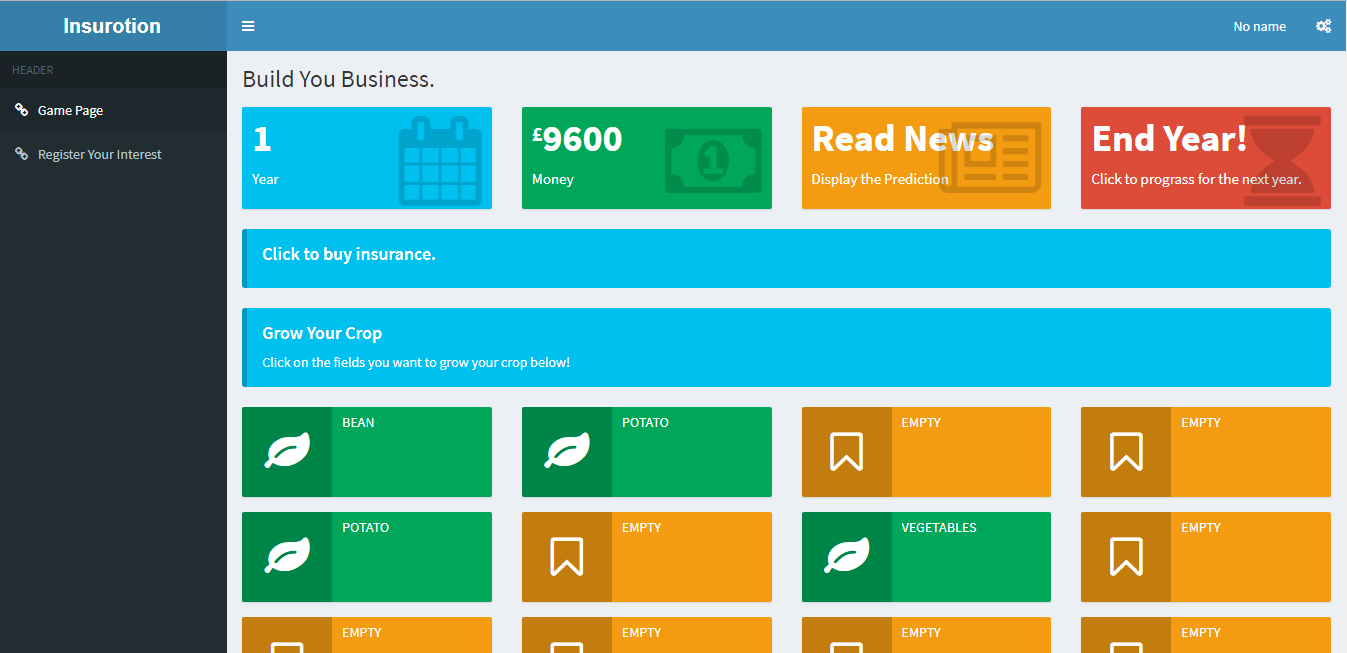 Insurotion
No name
HEADER
Game Page
Register Your Interest
Build You Business.
1
Year
£9600
Money
1
Read News
Display the Prediction
End Year!
Click to prograss for the next year.
Click to buy insurance.
Grow Your Crop
Click on the fields you want to grow your crop below!
BEAN
POTATO
EMPTY
EMPTY
POTATO
EMPTY
VEGETABLES
EMPTY
EMPTY
EMPTY
EMPTY
EMPTY